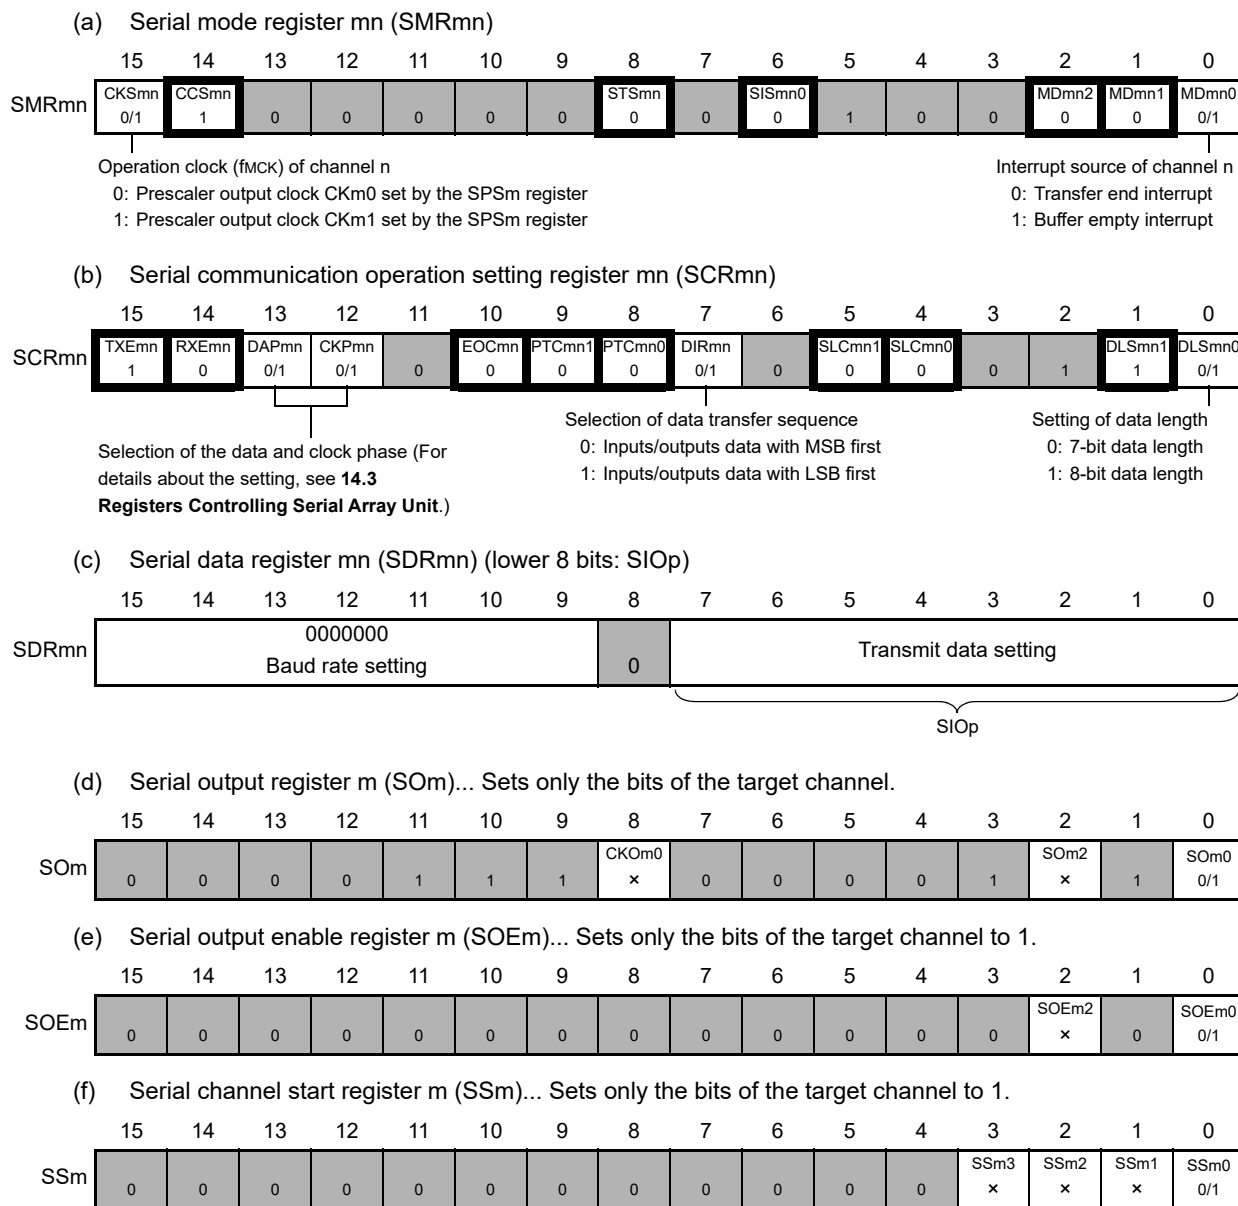 (a) Serial mode register mn (SMRmn)
15 14 13 12 11 10 9 8 7 6 5 4 3 2 1 0
CKSmn CCSmn STSmn SISmn0 MDmn2 MDmn1 MDmn0
SMRmn 0/1 1 0 0 0 0 0 0 0 0 1 0 0 0 0 0/1
Operation clock (fMCK) of channel n Interrupt source of channel n
0: Prescaler output clock CKm0 set by the SPSm register 0: Transfer end interrupt
1: Prescaler output clock CKm1 set by the SPSm register 1: Buffer empty interrupt
(b) Serial communication operation setting register mn (SCRmn)
15 14 13 12 11 10 9 8 7 6 5 4 3 2 1 0
TXEmn RXEmn DAPmn CKPmn EOCmn PTCmn1 PTCmn0 DIRmn SLCmn1 SLCmn0 DLSmn1 DLSmn0
SCRmn 1 0 0/1 0/1 0 0 0 0 0/1 0 0 0 0 1 1 0/1
Selection of data transfer sequence Setting of data length
0: Inputs/outputs data with MSB first 0: 7-bit data length
1: Inputs/outputs data with LSB first 1: 8-bit data length
Selection of the data and clock phase (For
details about the setting, see 14.3
Registers Controlling Serial Array Unit.)
(c) Serial data register mn (SDRmn) (lower 8 bits: SIOp)
15 14 13 12 11 10 9 8 7 6 5 4 3 2 1 0
0000000
SDRmn Baud rate setting 0 Transmit data setting
SIOp
(d) Serial output register m (SOm)... Sets only the bits of the target channel.
15 14 13 12 11 10 9 8 7 6 5 4 3 2 1 0
CKOm0 SOm2 SOm0
SOm 0 0 0 0 1 1 1 × 0 0 0 0 1 × 1 0/1
(e) Serial output enable register m (SOEm)... Sets only the bits of the target channel to 1.
15 14 13 12 11 10 9 8 7 6 5 4 3 2 1 0
SOEm2 SOEm0
SOEm 0 0 0 0 0 0 0 0 0 0 0 0 0 × 0 0/1
(f) Serial channel start register m (SSm)... Sets only the bits of the target channel to 1.
15 14 13 12 11 10 9 8 7 6 5 4 3 2 1 0
SSm3 SSm2 SSm1 SSm0
SSm 0 0 0 0 0 0 0 0 0 0 0 0 × × × 0/1